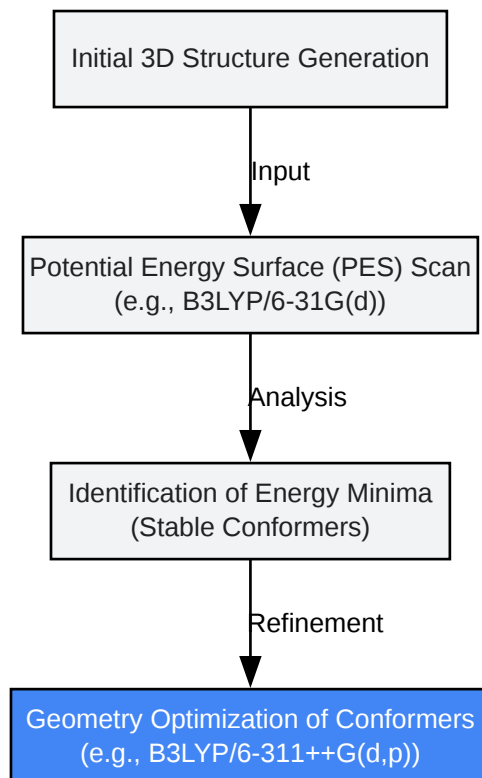 Initial 3D Structure Generation
Input
Potential Energy Surface (PES) Scan
(e.g., B3LYP/6-31G(d))
Analysis
Identification of Energy Minima
(Stable Conformers)
Refinement
Geometry Optimization of Conformers
(e.g., B3LYP/6-311++G(d,p))